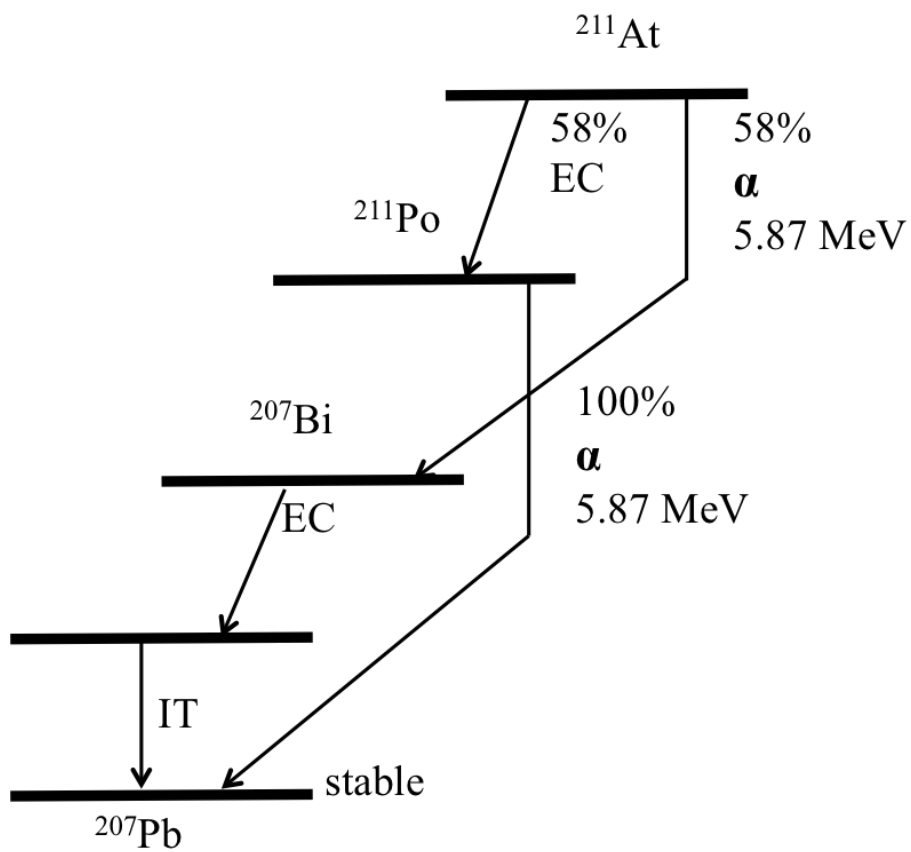 ²¹¹At
58%
EC
58%
α
5.87 MeV
²¹¹Po
100%
α
5.87 MeV
²⁰⁷Bi
EC
IT
stable
²⁰⁷Pb